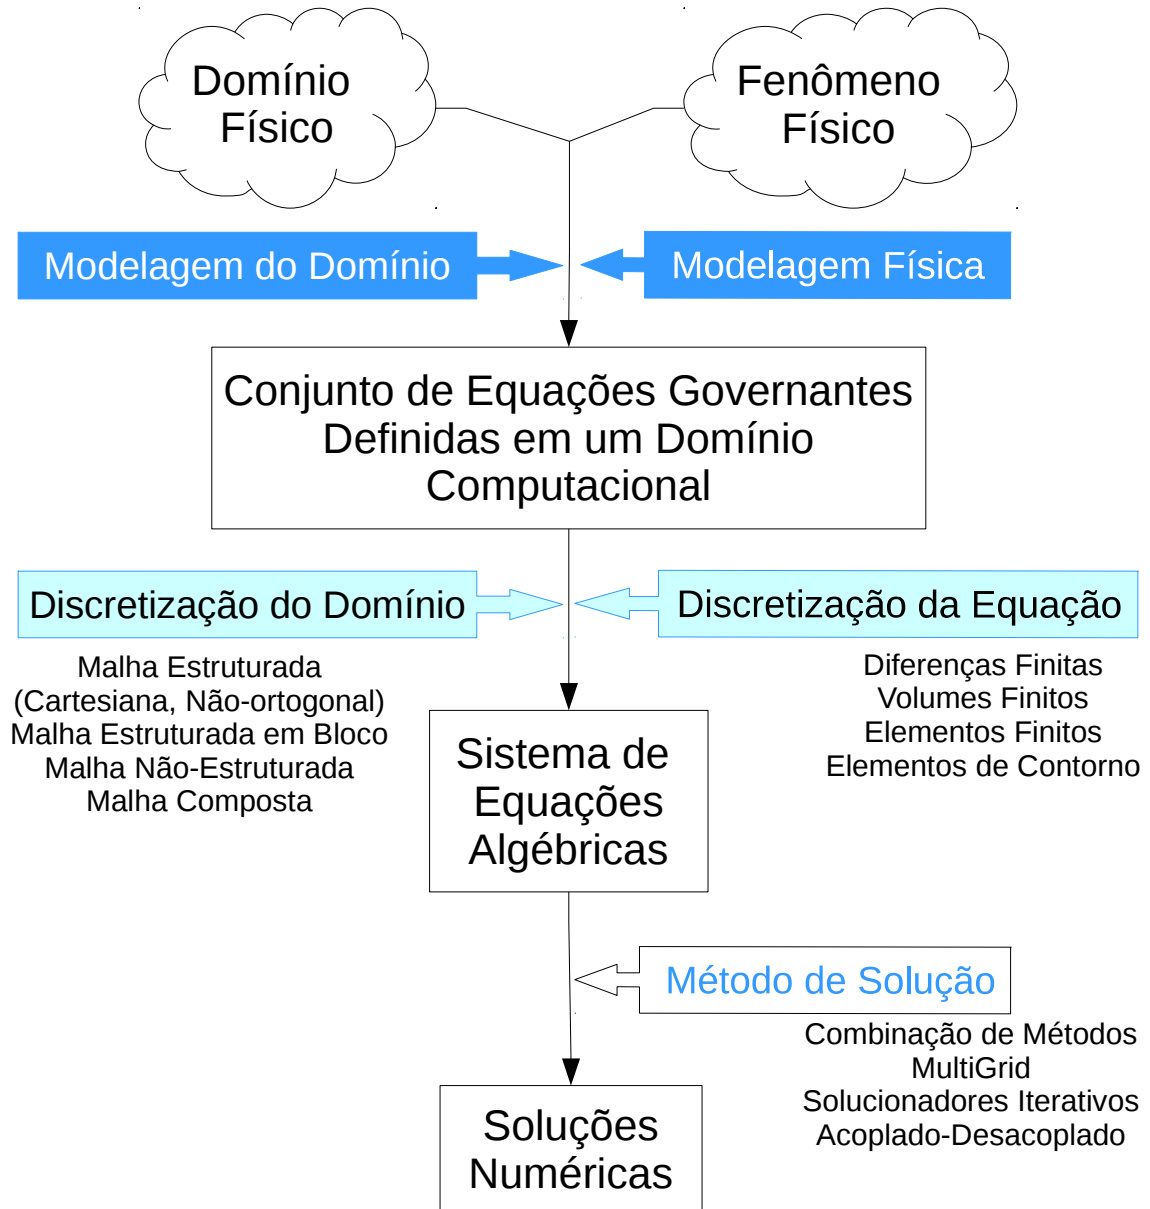 Domínio
Físico
Fenômeno
Físico
Modelagem do Domínio
Modelagem Física
Conjunto de Equações Governantes
Definidas em um Domínio
Computacional
Discretização do Domínio
Discretização da Equação
Malha Estruturada
(Cartesiana, Não-ortogonal)
Malha Estruturada em Bloco
Malha Não-Estruturada
Malha Composta
Diferenças Finitas
Volumes Finitos
Elementos Finitos
Elementos de Contorno
Sistema de
Equações
Algébricas
Método de Solução
Combinação de Métodos
MultiGrid
Solucionadores Iterativos
Acoplado-Desacoplado
Soluções
Numéricas